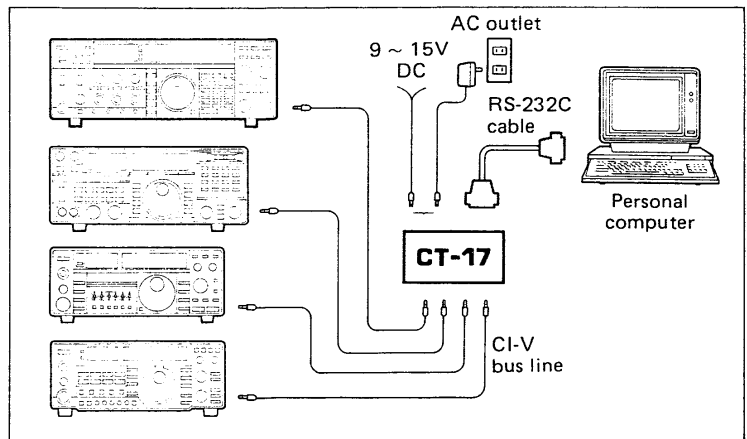 AC outlet
9 ~ 15V
DC
RS-232C
cable
Personal
computer
CT-17
CI-V
bus line